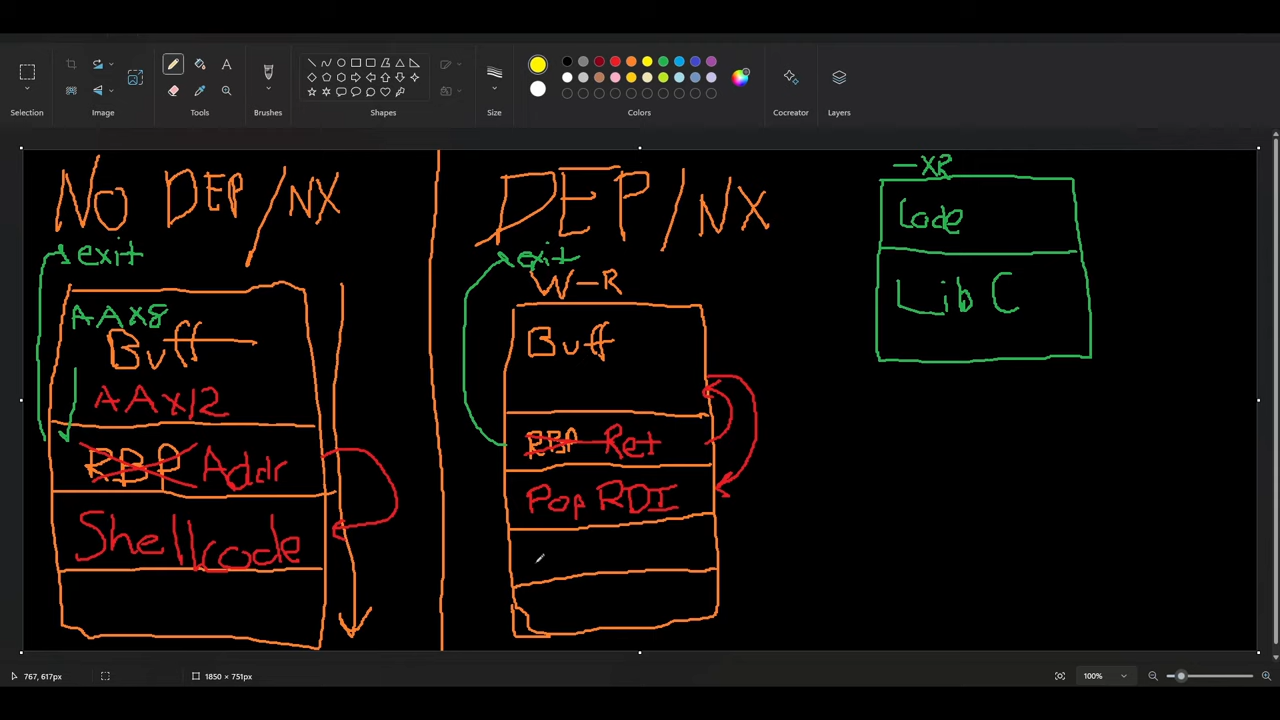 Selection
Image
Tools
Brushes
Shapes
Size
Colors
Cocreator
Layers
NO DEP/NX
exit
AAX8
Buff
AAX12
RBP Addr
Shellcode
DEP/NX
exit
W-R
Buff
RBP Ret
Pop RDI
-XR
Code
Lib C
767, 617px
1850 × 751px
100%